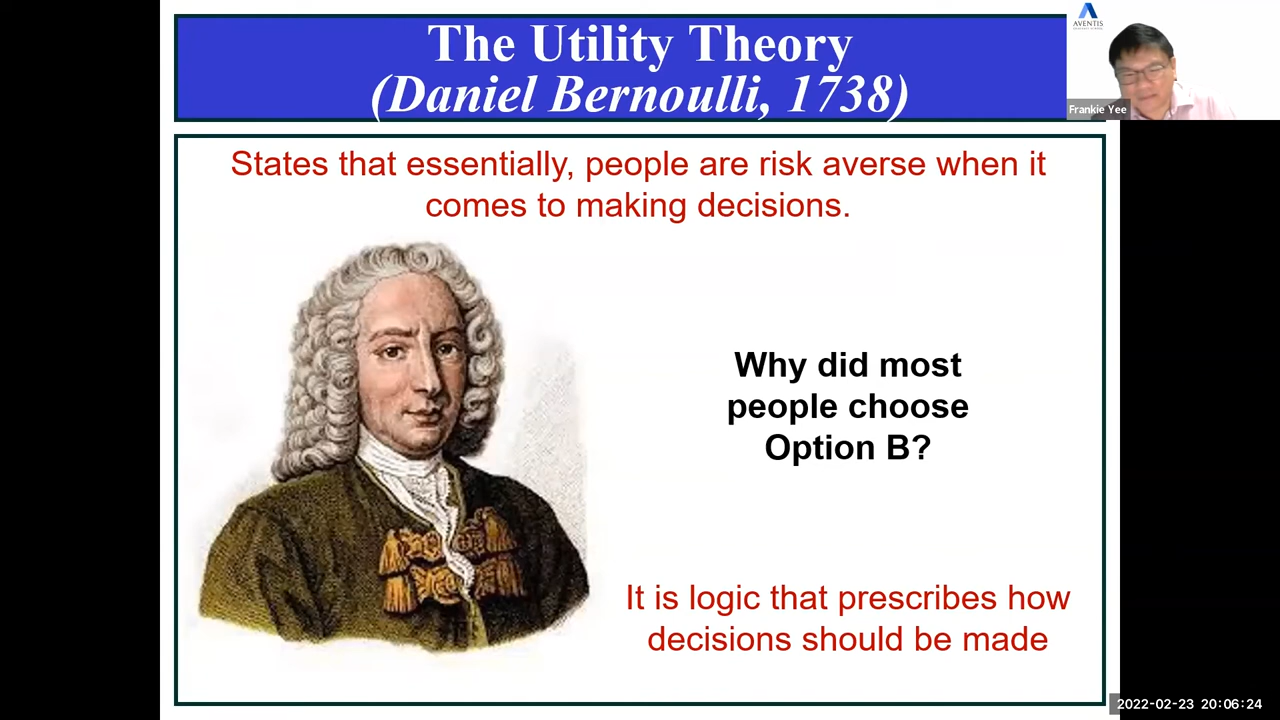 The Utility Theory
(Daniel Bernoulli, 1738)
AVENTIS
Frankie Yee
States that essentially, people are risk averse when it
comes to making decisions.
Why did most
people choose
Option B?
It is logic that prescribes how
decisions should be made
2022-02-23 20:06:24